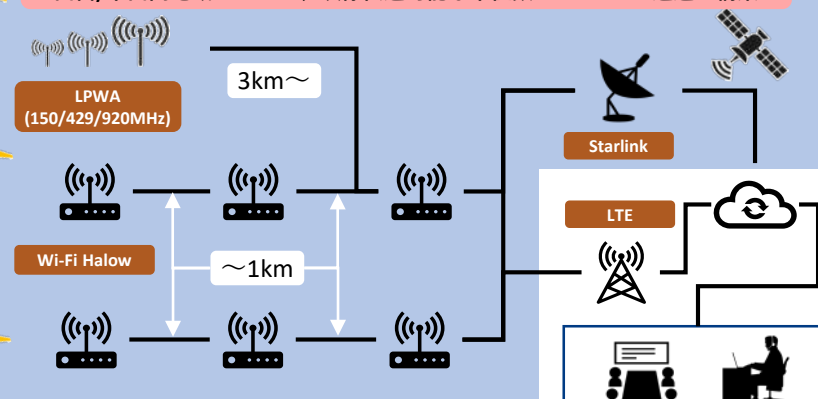 3km～
LPWA
(150/429/920MHz)
Starlink
LTE
Wi-Fi Halow
～1km